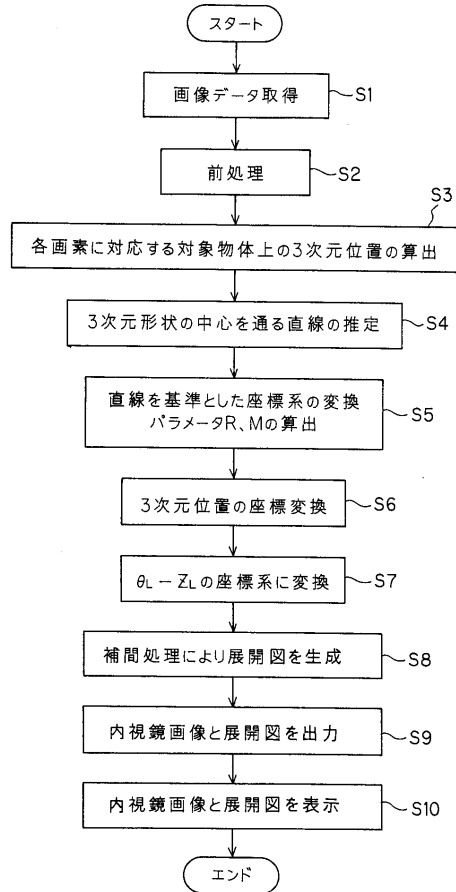 スタート
画像データ取得
S1
前処理
S2
S3
各画素に対応する対象物体上の3次元位置の算出
3次元形状の中心を通る直線の推定
S4
直線を基準とした座標系の変換
パラメータR、Mの算出
S5
3次元位置の座標変換
S6
θL－ZLの座標系に変換
S7
補間処理により展開図を生成
S8
内視鏡画像と展開図を出力
S9
内視鏡画像と展開図を表示
S10
エンド